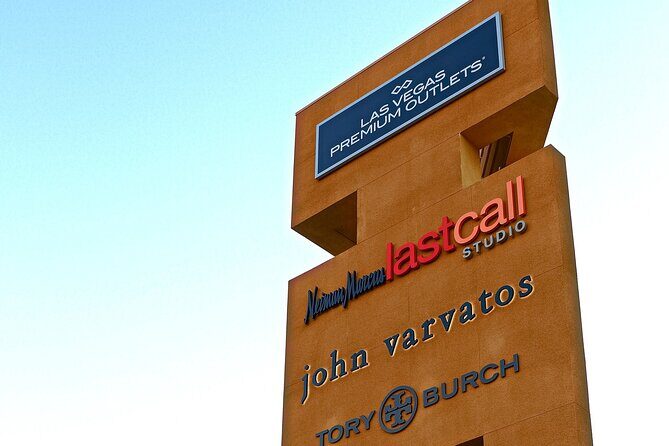 LAS VEGAS
PREMIUM OUTLETS®
Neiman Marcus lastcall
STUDIO
john varvatos
TORY BURCH